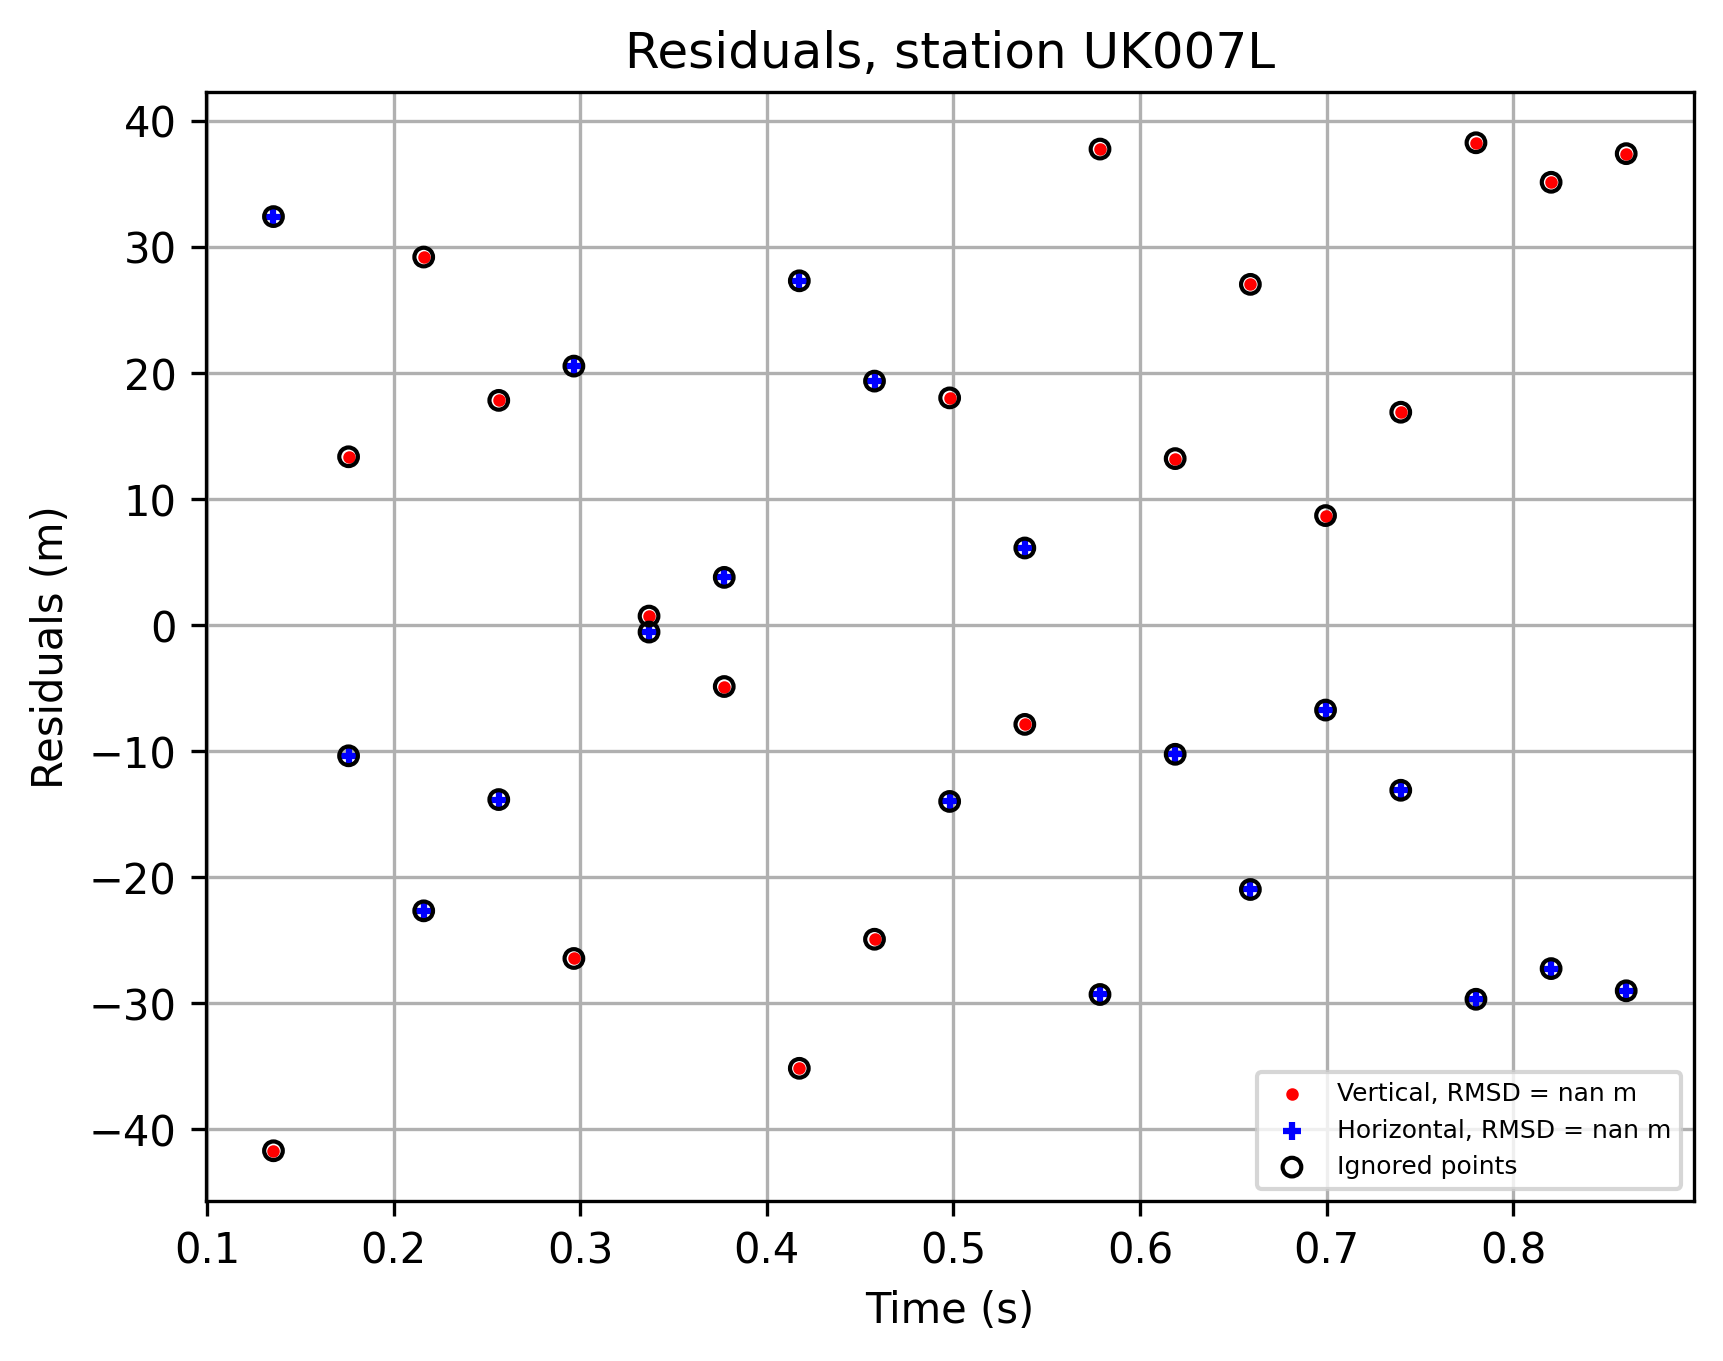 Residuals, station UK007L
40
30
20
10
0
−10
−20
−30
−40
Residuals (m)
Vertical, RMSD = nan m
Horizontal, RMSD = nan m
Ignored points
0.1 0.2 0.3 0.4 0.5 0.6 0.7 0.8
Time (s)